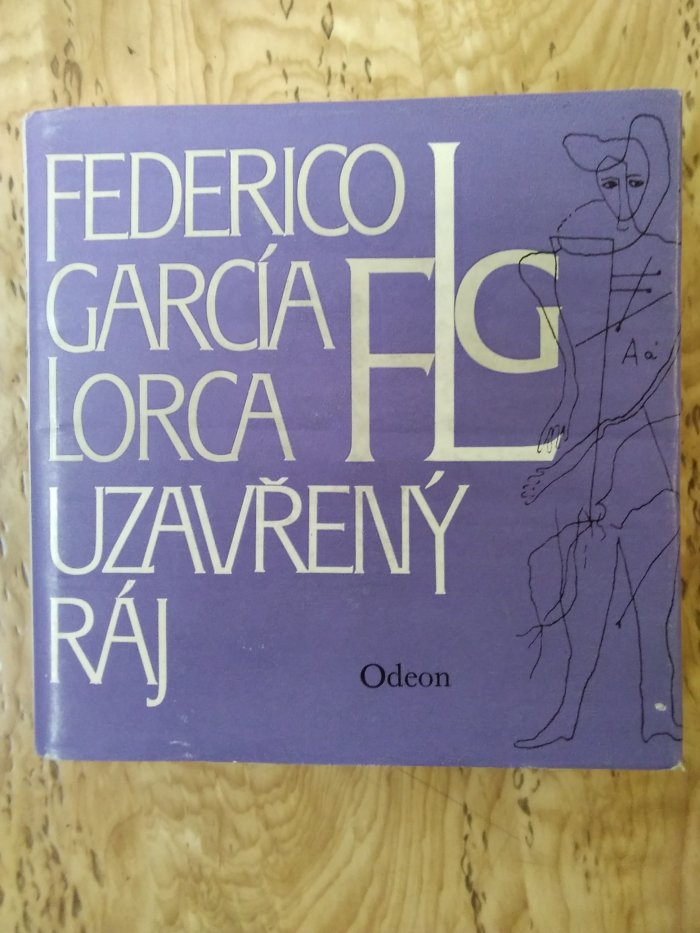 FEDERICO
GARCÍA
LORCA
FLG
UZAVŘENÝ
RÁJ
Odeon
A á